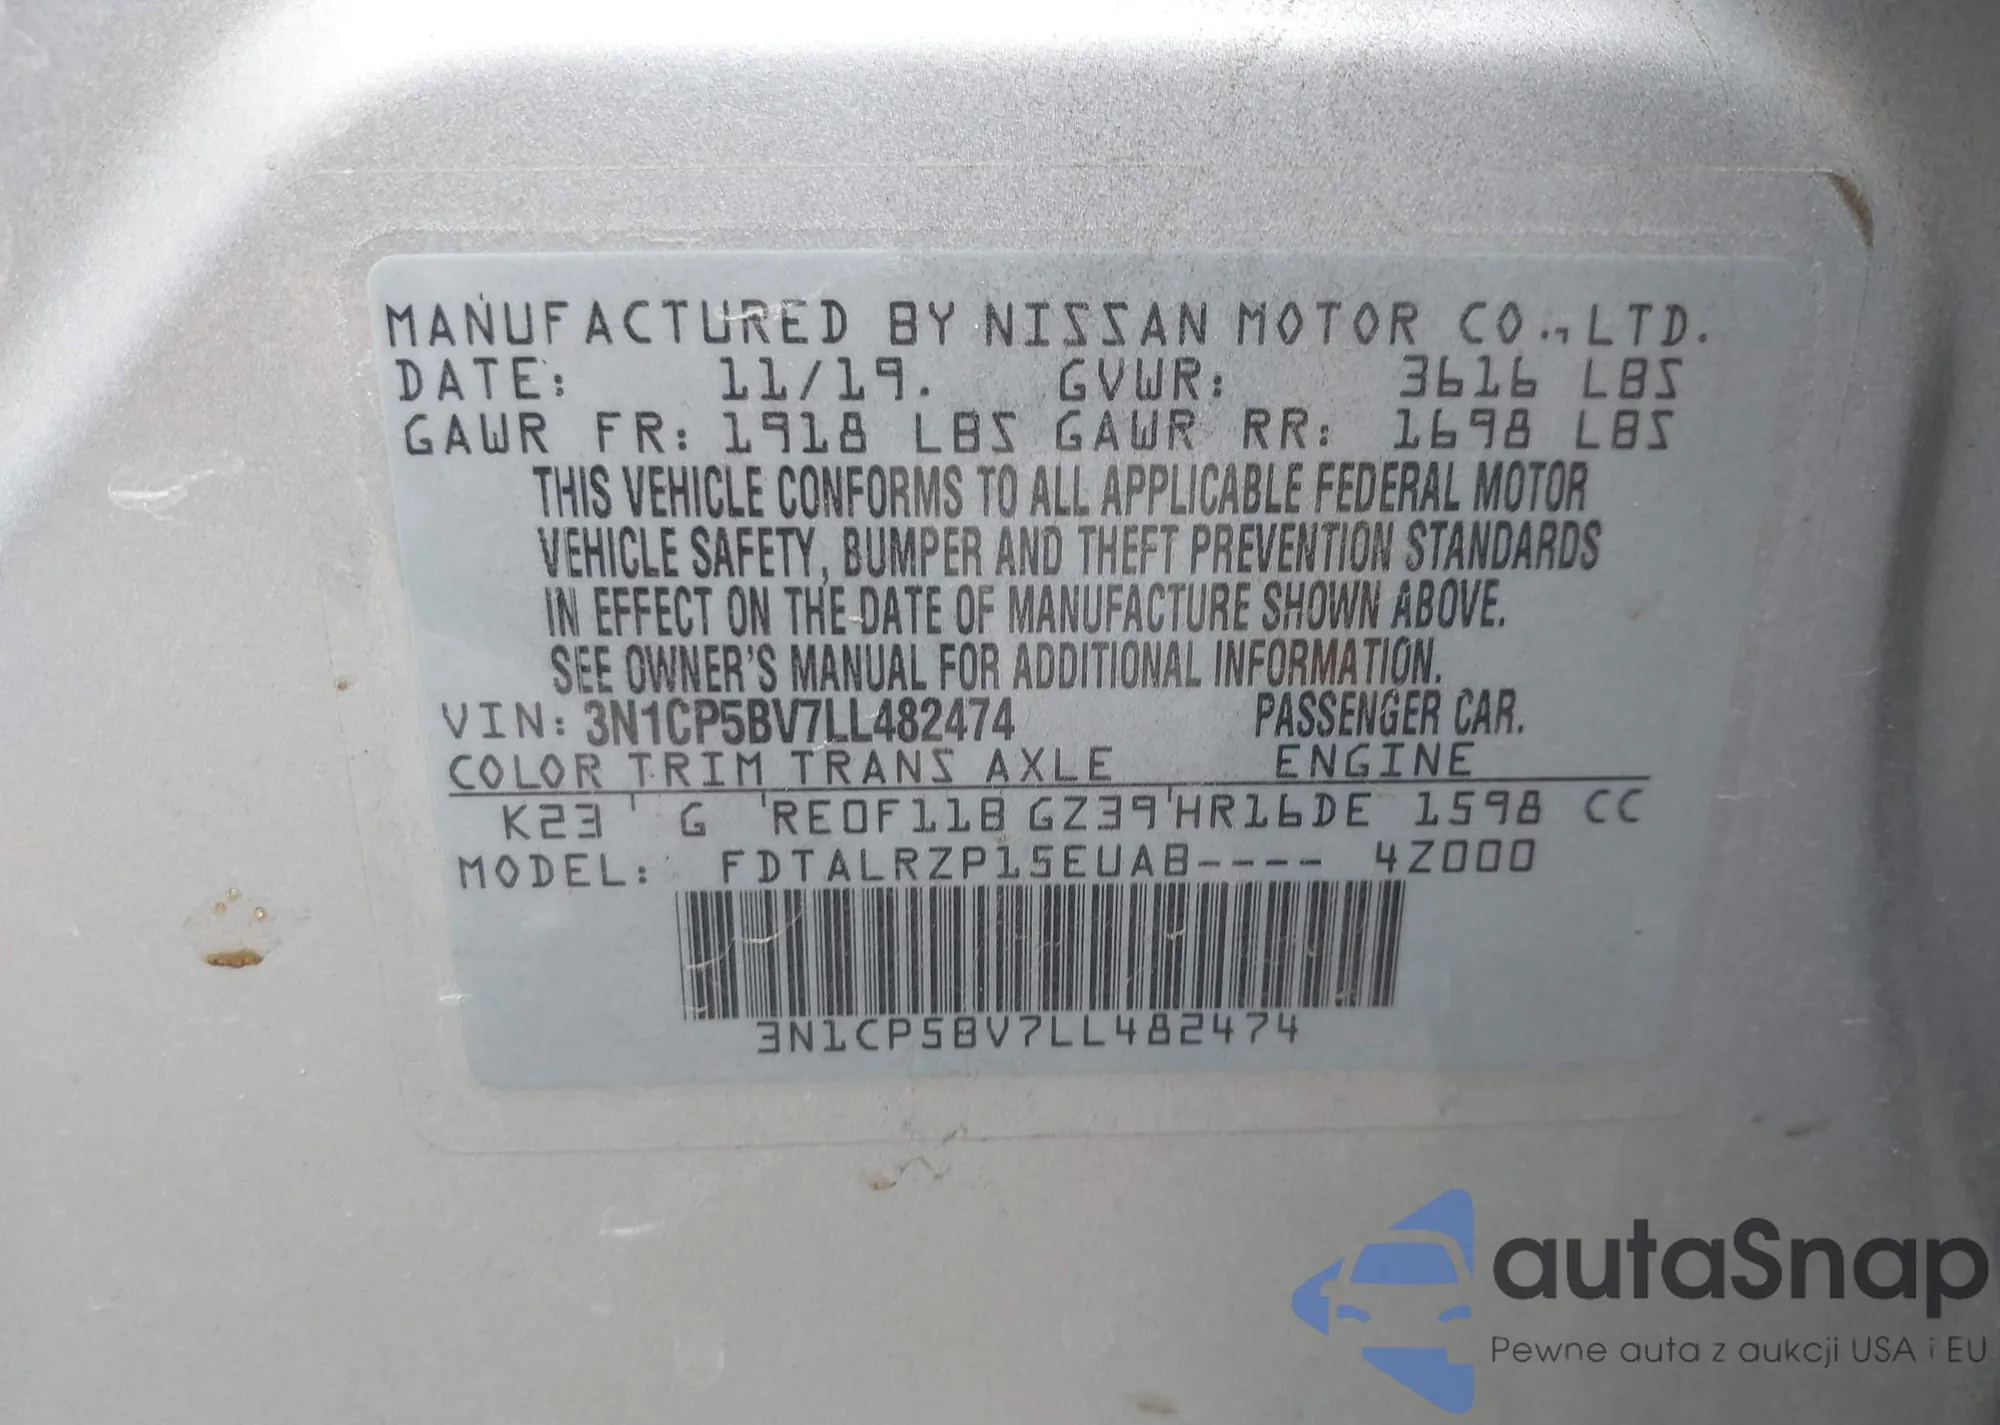 MANUFACTURED BY NISSAN MOTOR CO., LTD.
DATE: 11/19. GVWR: 3616 LBS
GAWR FR: 1918 LBS GAWR RR: 1698 LBS
THIS VEHICLE CONFORMS TO ALL APPLICABLE FEDERAL MOTOR
VEHICLE SAFETY, BUMPER AND THEFT PREVENTION STANDARDS
IN EFFECT ON THE DATE OF MANUFACTURE SHOWN ABOVE.
SEE OWNER'S MANUAL FOR ADDITIONAL INFORMATION.
VIN: 3N1CP5BV7LL482474 PASSENGER CAR.
COLOR TRIM TRANS AXLE ENGINE
K23 ' G 'RE0F11B GZ39'HR16DE 1598 CC
MODEL: FDTALRZP15EUAB---- 4Z000
3N1CP5BV7LL482474
autaSnap
Pewne auta z aukcji USA i EU